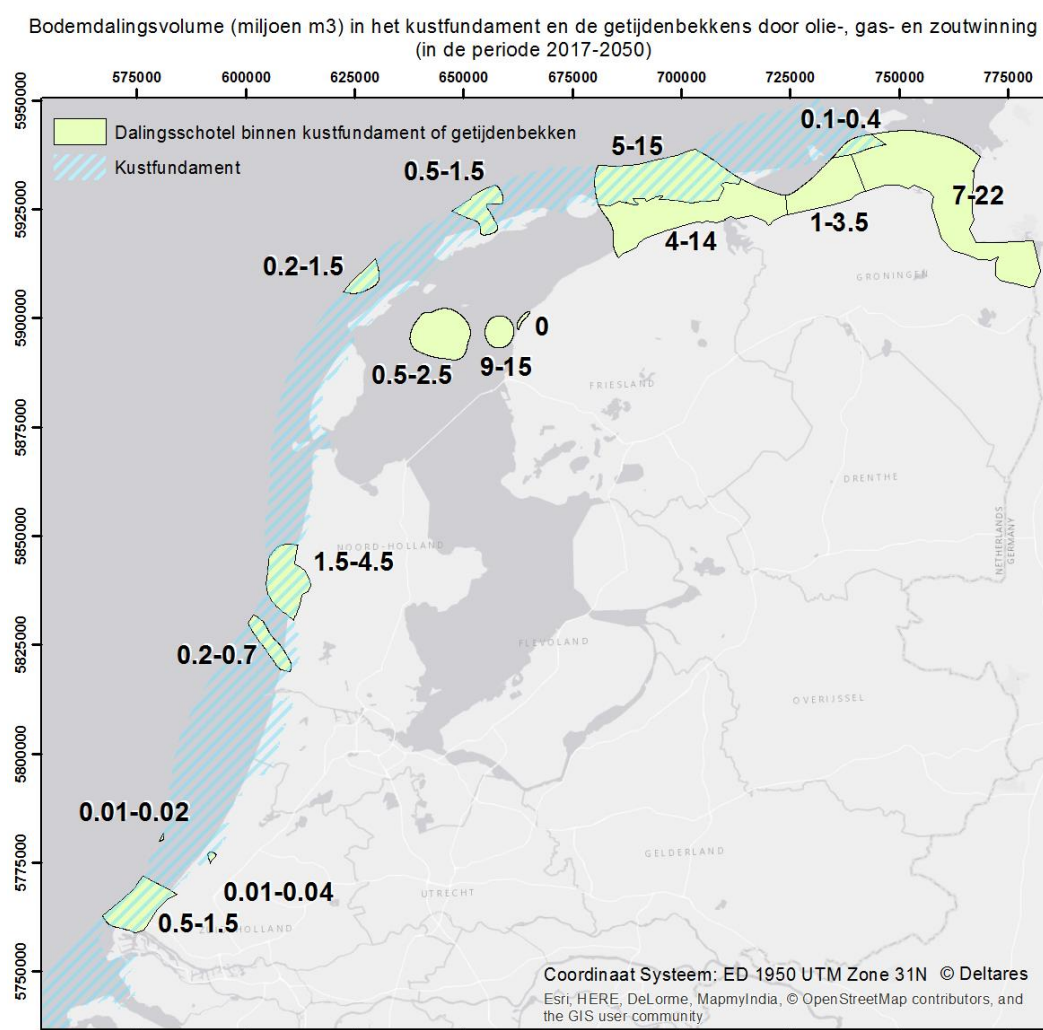 Bodemdalingsvolume (miljoen m3) in het kustfundament en de getijdenbekkens door olie-, gas- en zoutwinning
(in de periode 2017-2050)
575000 600000 625000 650000 675000 700000 725000 750000 775000
5950000
5925000
5900000
5875000
5850000
5825000
5800000
5775000
5750000
Dalingsschotel binnen kustfundament of getijdenbekken
Kustfundament
0.1-0.4
5-15
0.5-1.5
7-22
1-3.5
4-14
0.2-1.5
GRONINGEN
0
9-15
0.5-2.5
FRIESLAND
DRENTHE
NETHERLANDS
GERMANY
NOORD-HOLLAND
1.5-4.5
0.2-0.7
FLEVOLAND
OVERIJSSEL
0.01-0.02
GELDERLAND
0.01-0.04
UTRECHT
0.5-1.5
ZUID-HOLLAND
Coordinaat Systeem: ED 1950 UTM Zone 31N © Deltares
Esri, HERE, DeLorme, MapmyIndia, © OpenStreetMap contributors, and
the GIS user community